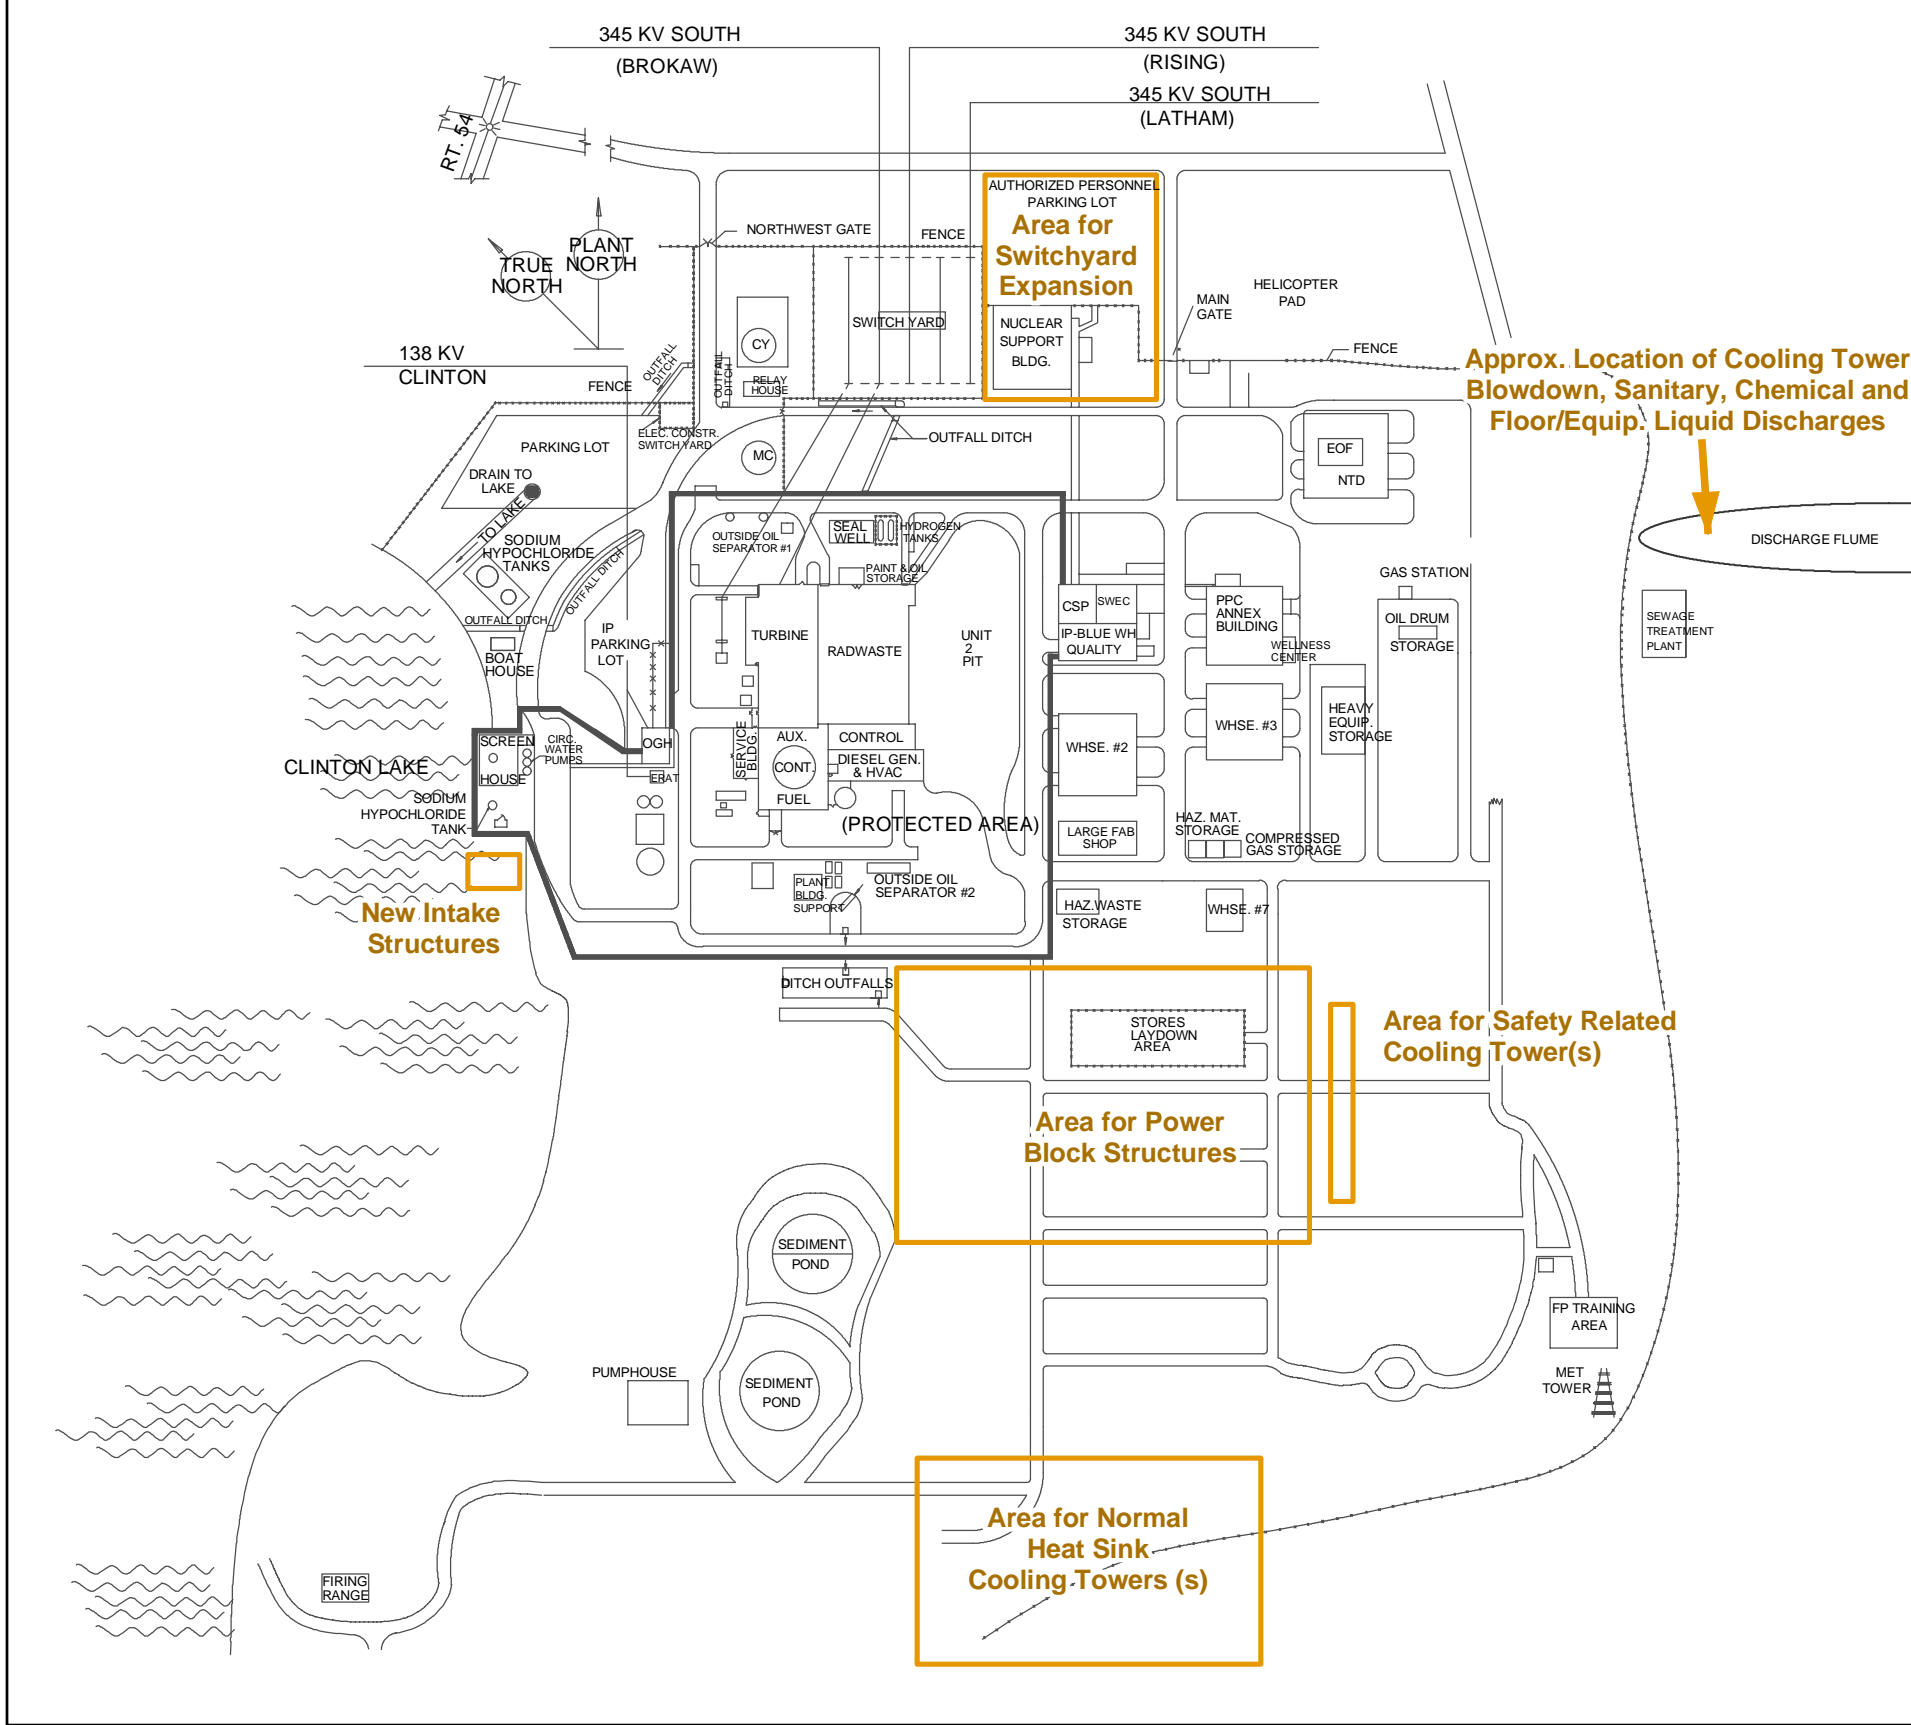 345 KV SOUTH
(BROKAW)
345 KV SOUTH
(RISING)
345 KV SOUTH
(LATHAM)
RT. 54
AUTHORIZED PERSONNEL
PARKING LOT
Area for
Switchyard
Expansion
NORTHWEST GATE
FENCE
PLANT
NORTH
TRUE
NORTH
HELICOPTER
PAD
MAIN
GATE
SWITCH YARD
NUCLEAR
SUPPORT
BLDG.
CY
138 KV
CLINTON
OUTFALL
DITCH
OUTFALL
DITCH
RELAY
HOUSE
FENCE
FENCE
Approx. Location of Cooling Tower
Blowdown, Sanitary, Chemical and
Floor/Equip. Liquid Discharges
ELEC. CONSTR.
SWITCH YARD
PARKING LOT
OUTFALL DITCH
MC
EOF
NTD
DRAIN TO
LAKE
TO LAKE
SODIUM
HYPOCHLORIDE
TANKS
OUTFALL DITCH
OUTSIDE OIL
SEPARATOR #1
SEAL
WELL
HYDROGEN
TANKS
PAINT & OIL
STORAGE
DISCHARGE FLUME
GAS STATION
CSP
SWEC
PPC
ANNEX
BUILDING
OIL DRUM
STORAGE
SEWAGE
TREATMENT
PLANT
OUTFALL DITCH
IP
PARKING
LOT
TURBINE
RADWASTE
UNIT
2
PIT
IP-BLUE WH
QUALITY
WELLNESS
CENTER
BOAT
HOUSE
HEAVY
EQUIP.
STORAGE
WHSE. #3
WHSE. #2
SCREEN
HOUSE
CIRC.
WATER
PUMPS
OGH
SERVICE
BLDG.
AUX.
CONT.
FUEL
CONTROL
DIESEL GEN.
& HVAC
CLINTON LAKE
ERAT
SODIUM
HYPOCHLORIDE
TANK
(PROTECTED AREA)
LARGE FAB
SHOP
HAZ. MAT.
STORAGE
COMPRESSED
GAS STORAGE
New Intake
Structures
PLANT
BLDG.
SUPPORT
OUTSIDE OIL
SEPARATOR #2
HAZ.WASTE
STORAGE
WHSE. #7
DITCH OUTFALLS
STORES
LAYDOWN
AREA
Area for Safety Related
Cooling Tower(s)
Area for Power
Block Structures
SEDIMENT
POND
FP TRAINING
AREA
PUMPHOUSE
SEDIMENT
POND
MET
TOWER
Area for Normal
Heat Sink
Cooling Towers (s)
FIRING
RANGE